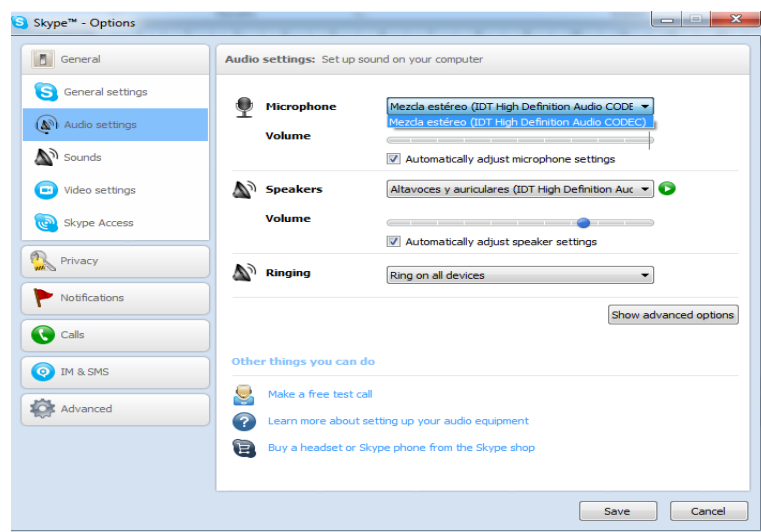 Skype™ - Options
General
General settings
Audio settings
Sounds
Video settings
Skype Access
Privacy
Notifications
Calls
IM & SMS
Advanced
Audio settings: Set up sound on your computer
Microphone
Mezcla estéreo (IDT High Definition Audio CODE
Mezcla estéreo (IDT High Definition Audio CODEC)
Volume
Automatically adjust microphone settings
Speakers
Altavoces y auriculares (IDT High Definition Auc
Volume
Automatically adjust speaker settings
Ringing
Ring on all devices
Show advanced options
Other things you can do
Make a free test call
Learn more about setting up your audio equipment
Buy a headset or Skype phone from the Skype shop
Save
Cancel